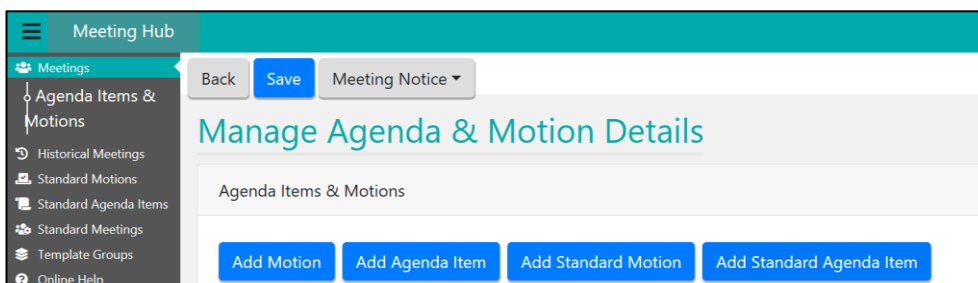 Meeting Hub
Meetings
Agenda Items &
Motions
Historical Meetings
Standard Motions
Standard Agenda Items
Standard Meetings
Template Groups
Online Help
Back Save Meeting Notice
Manage Agenda & Motion Details
Agenda Items & Motions
Add Motion Add Agenda Item Add Standard Motion Add Standard Agenda Item